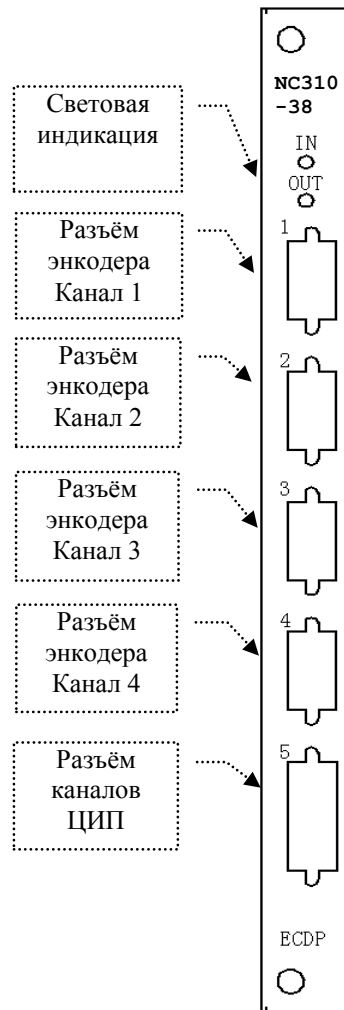 NC310
-38
Световая
индикация
IN
OUT
Разъём
энкодера
Канал 1
1
Разъём
энкодера
Канал 2
2
Разъём
энкодера
Канал 3
3
Разъём
энкодера
Канал 4
4
Разъём
каналов
ЦИП
5
ECDP